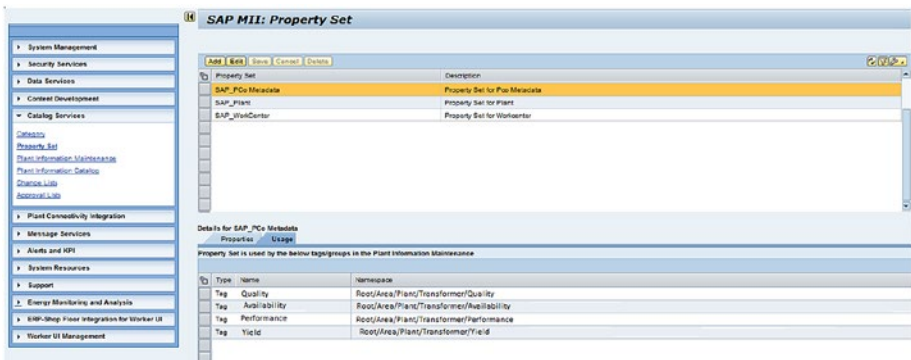 SAP MII: Property Set
System Management
Security Services
Data Services
Content Development
Catalog Services
Category
Property Set
Plant Information Maintenance
Plant Information Catalog
Change Lists
Approval Lists
Plant Connectivity Integration
Message Services
Alerts and KPI
System Resources
Support
Energy Monitoring and Analysis
ERP-Shop Floor Integration for Worker UI
Worker UI Management
Add Edit Save Cancel Delete
Property Set Description
SAP_PCo Metadata Property Set for Pco Metadata
SAP_Plant Property Set for Plant
SAP_WorkCenter Property Set for Workcenter
Details for SAP_PCo Metadata
Properties Usage
Property Set is used by the below tags/groups in the Plant Information Maintenance
Type Name Namespace
Tag Quality Root/Area/Plant/Transformer/Quality
Tag Availability Root/Area/Plant/Transformer/Availability
Tag Performance Root/Area/Plant/Transformer/Performance
Tag Yield Root/Area/Plant/Transformer/Yield